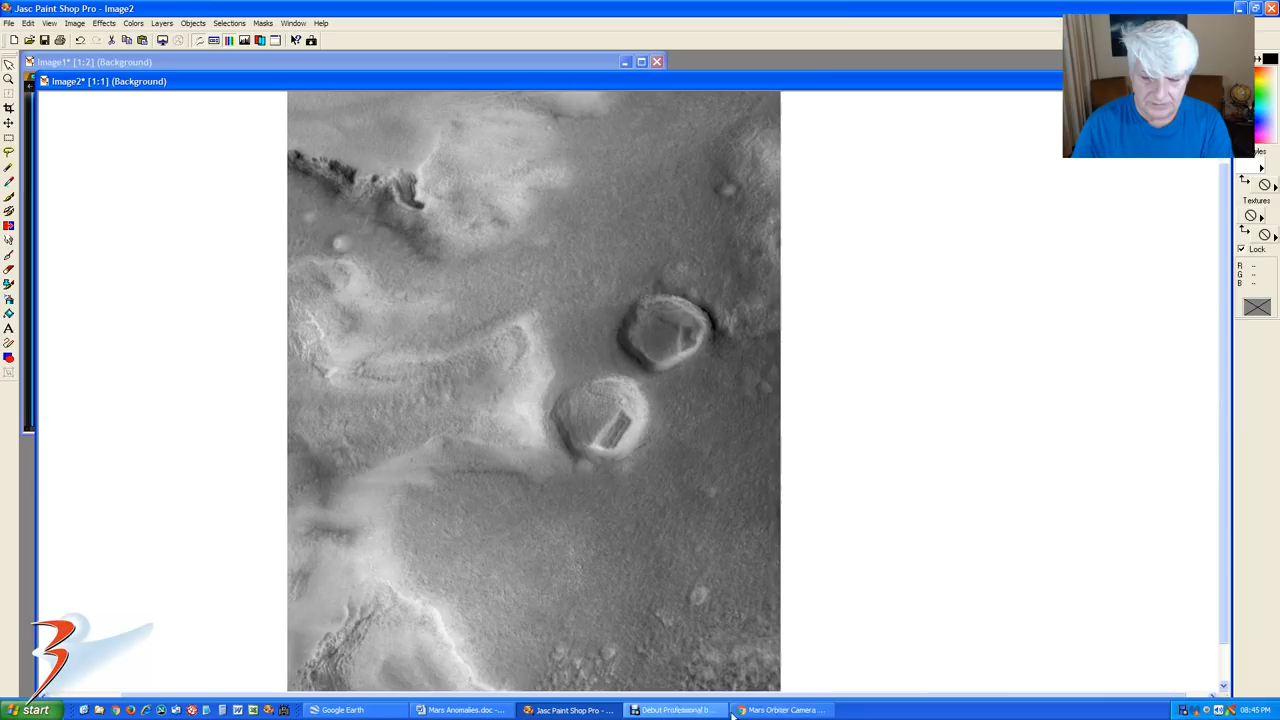 Jasc Paint Shop Pro - Image2
File Edit View Image Effects Colors Layers Objects Selections Masks Window Help
Image1* [1:2] (Background)
Image2* [1:1] (Background)
Textures
Lock
R --
G --
B --
start
Google Earth
Mars Anomalies.doc -...
Jasc Paint Shop Pro - ...
Debut Professional b...
Mars Orbiter Camera ...
08:45 PM